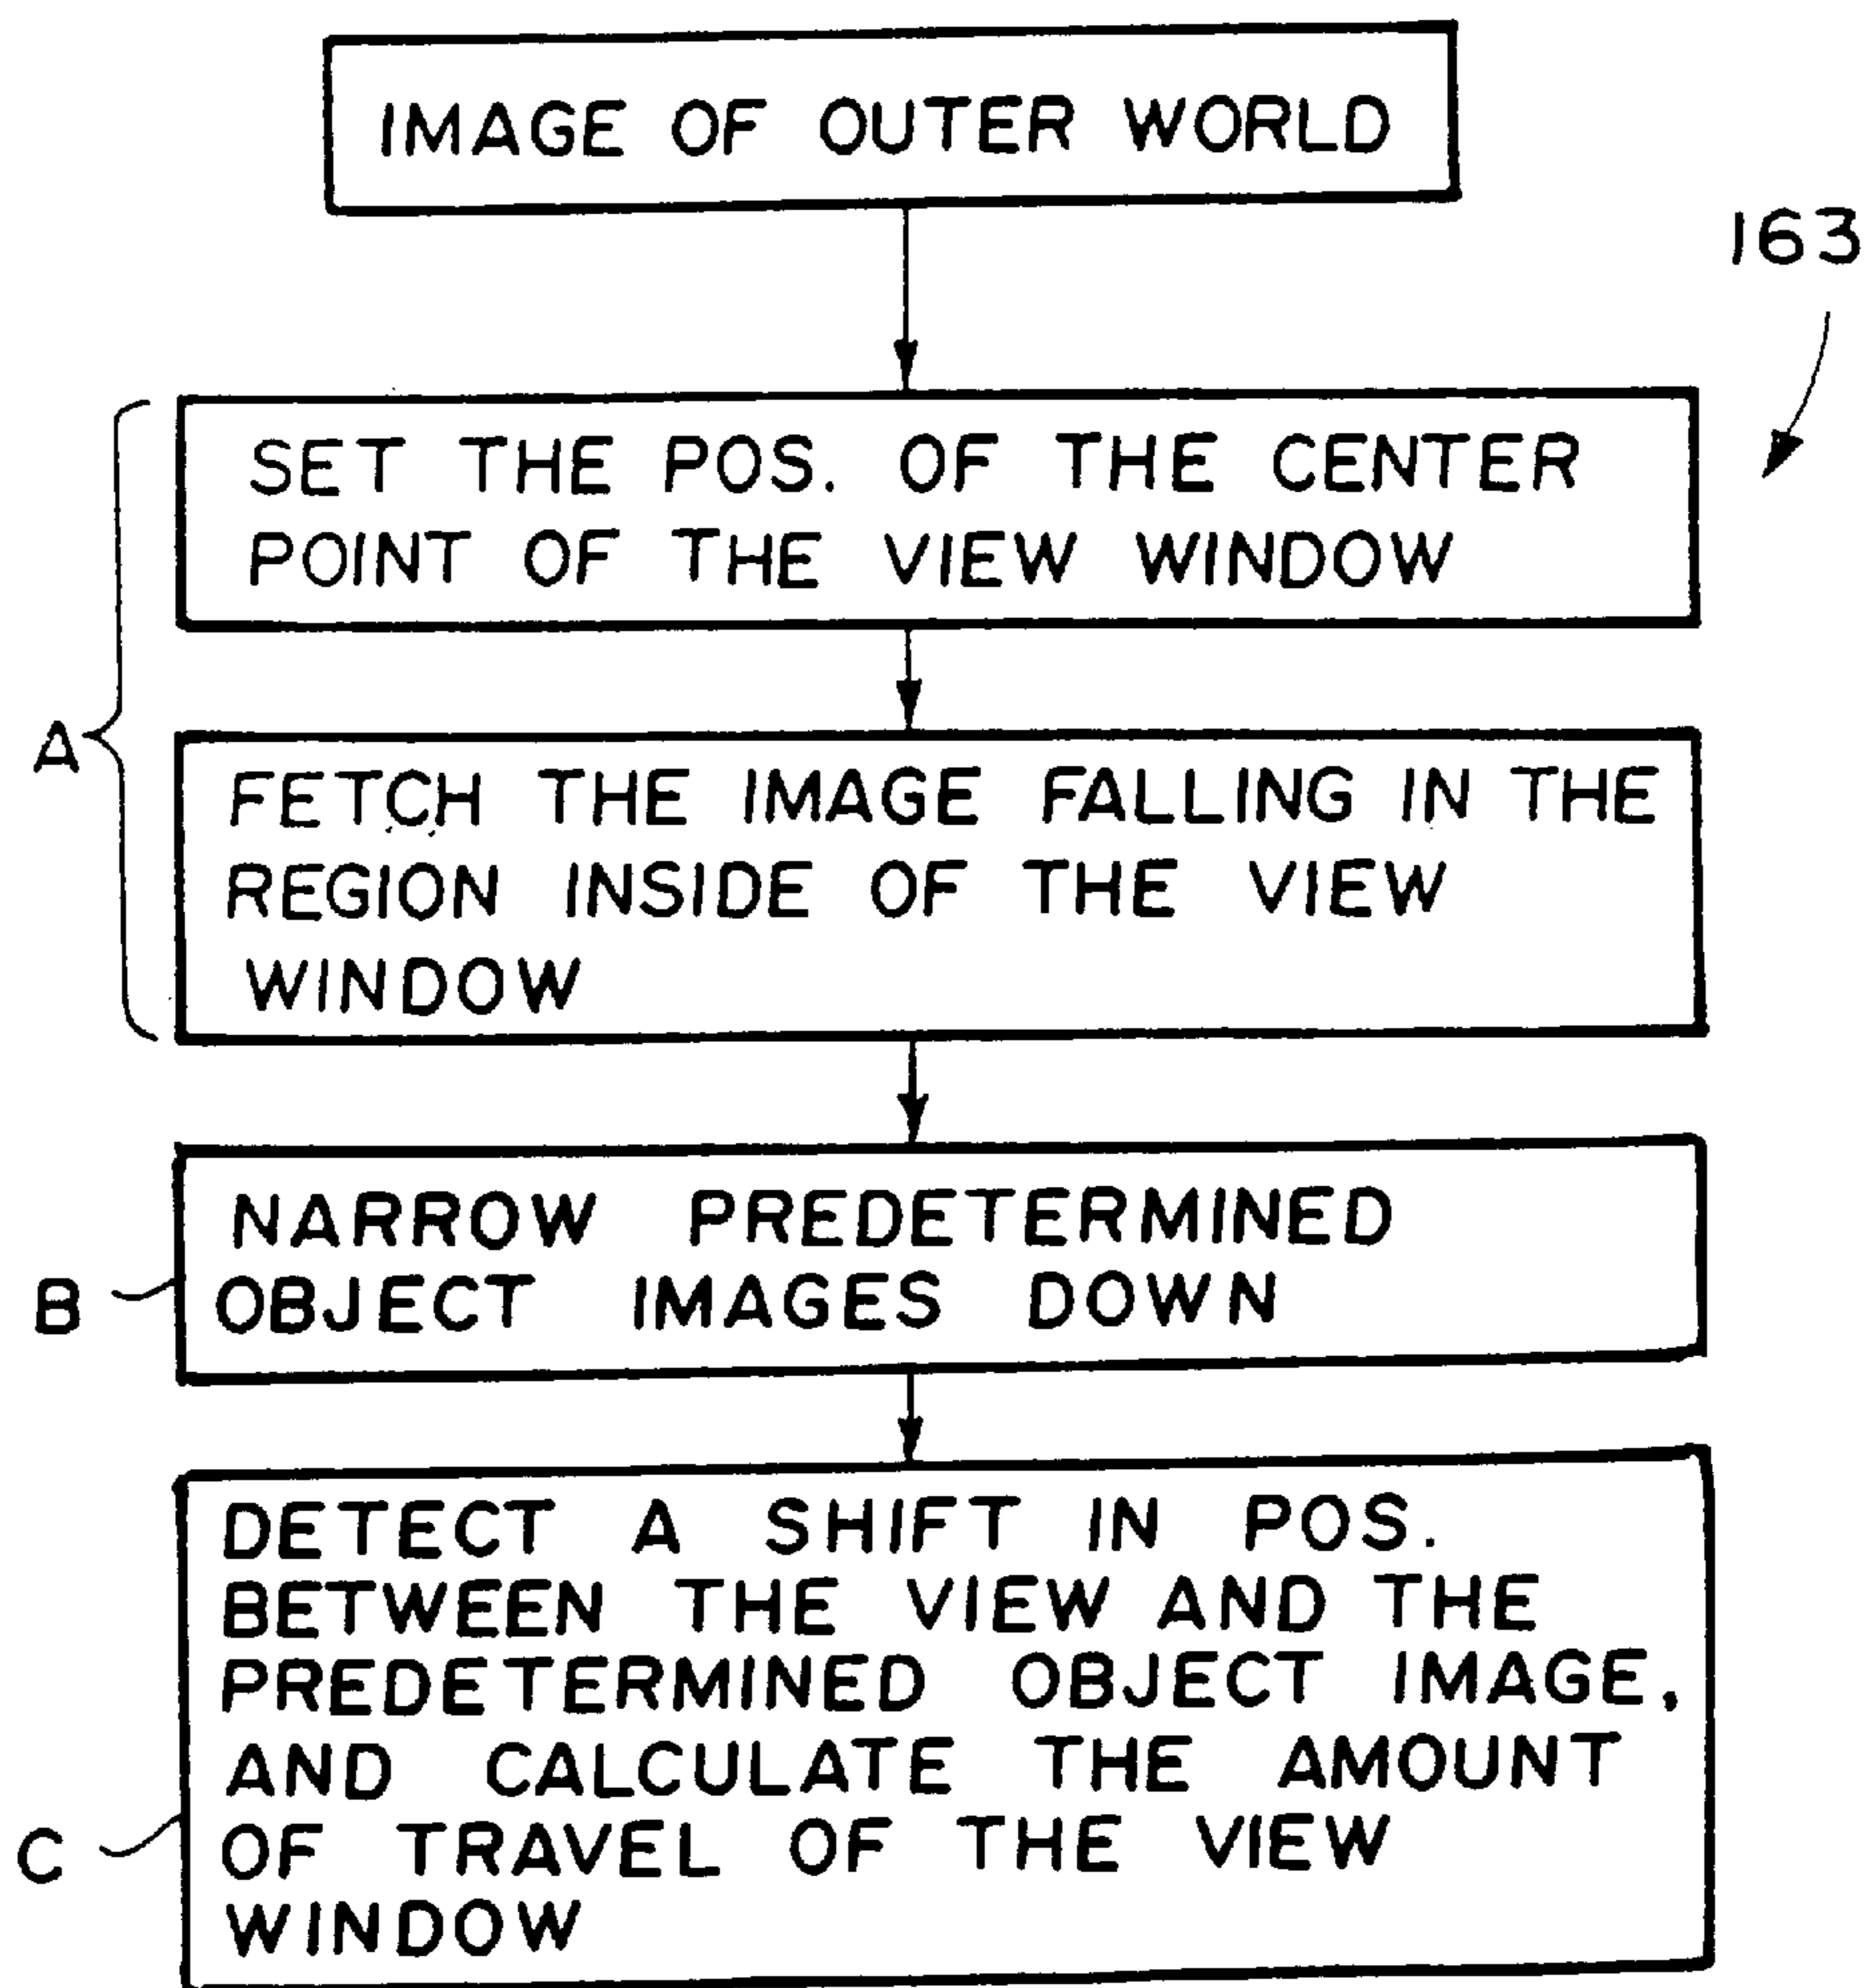 IMAGE OF OUTER WORLD
163
SET THE POS. OF THE CENTER
POINT OF THE VIEW WINDOW
A
FETCH THE IMAGE FALLING IN THE
REGION INSIDE OF THE VIEW
WINDOW
NARROW PREDETERMINED
B
OBJECT IMAGES DOWN
DETECT A SHIFT IN POS.
BETWEEN THE VIEW AND THE
PREDETERMINED OBJECT IMAGE,
AND CALCULATE THE AMOUNT
C
OF TRAVEL OF THE VIEW
WINDOW